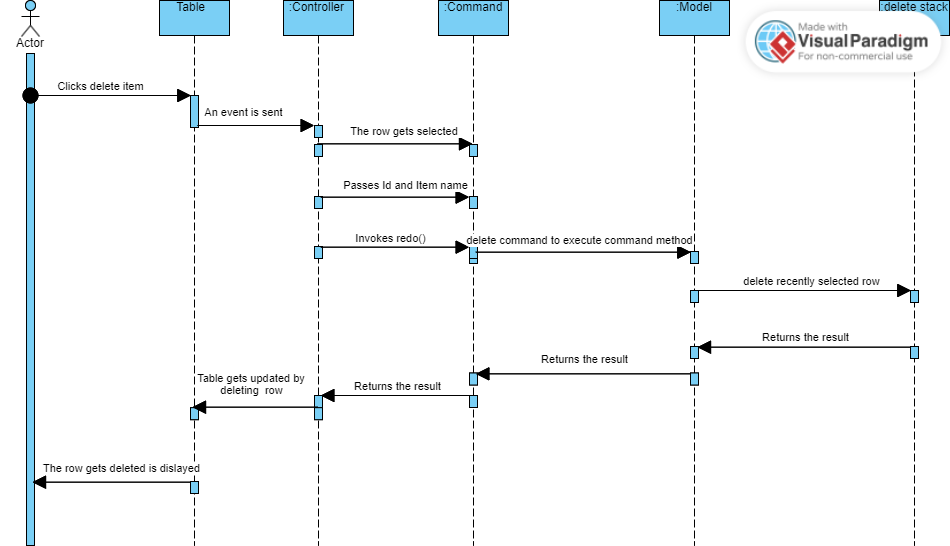 Table
:Controller
:Command
:Model
:delete stack
Made with
VisualParadigm
For non-commercial use
Actor
Clicks delete item
An event is sent
The row gets selected
Passes Id and Item name
Invokes redo()
delete command to execute command method
delete recently selected row
Returns the result
Returns the result
Table gets updated by
deleting row
Returns the result
The row gets deleted is dislayed